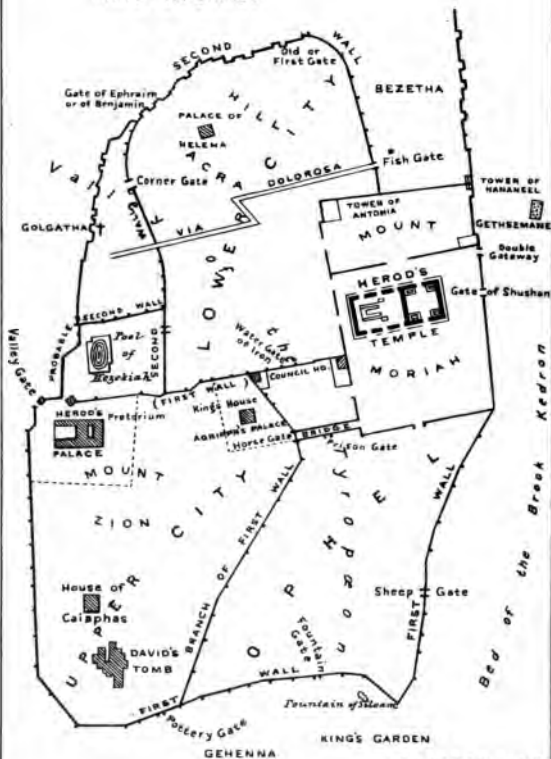 SECOND WALL
Old or
First Gate
BEZETHA
Gate of Ephraim
or of Benjamin
HILL
PALACE OF
HELENA
ACRA
Fish Gate
Corner Gate
VIA DOLOROSA
TOWER OF
HANANEEL
TOWER OF
ANTONIA
GETHSEMANE
GOLGATHA
MOUNT
Double
Gateway
LOWER CITY
HEROD'S
TEMPLE
Gate of Shushan
PROBABLE SECOND WALL
SECOND WALL
Pool
of
Hesekiah
Valley Gate
Water Gate
of Iron
COUNCIL HO.
MORIAH
(FIRST WALL)
HEROD'S
PALACE
Pretorium
King's House
AGRIPPA'S PALACE
Horse Gate
BRIDGE
Prison Gate
MOUNT
ZION
UPPER CITY
BRANCH OF FIRST WALL
OPHEL
FIRST WALL
Bed of the Brook Kedron
House of
Caiaphas
Sheep Gate
DAVID'S
TOMB
Fountain
Gate
FIRST WALL
Fountain of Siloam
Pottery Gate
KING'S GARDEN
GEHENNA